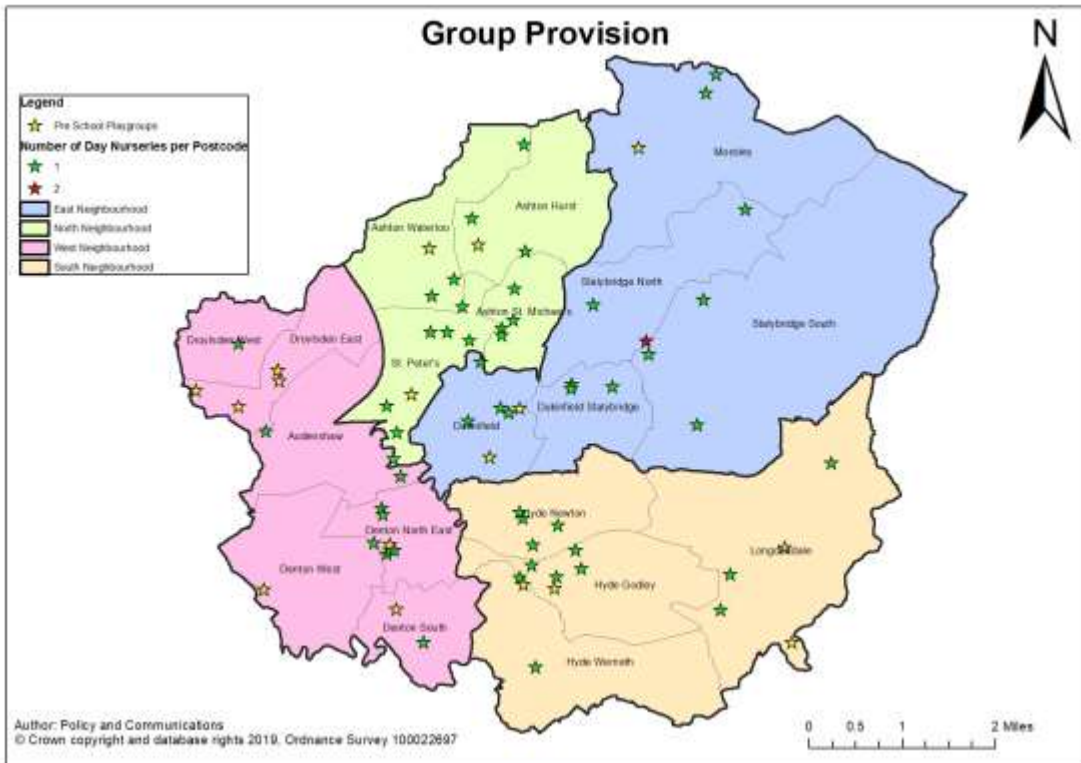 Group Provision
N
Legend
Pre School Playgroups
Number of Day Nurseries per Postcode
1
2
East Neighbourhood
North Neighbourhood
West Neighbourhood
South Neighbourhood
Mossley
Ashton Hurst
Ashton Waterloo
Stalybridge North
Ashton St. Michaels
Stalybridge South
Droylsden West
Droylsden East
St. Peter's
Dukinfield Stalybridge
Dukinfield
Audenshaw
Hyde Newton
Denton North East
Longdendale
Denton West
Hyde Godley
Denton South
Hyde Werneth
Author: Policy and Communications
© Crown copyright and database rights 2019, Ordnance Survey 100022697
0 0.5 1 2 Miles